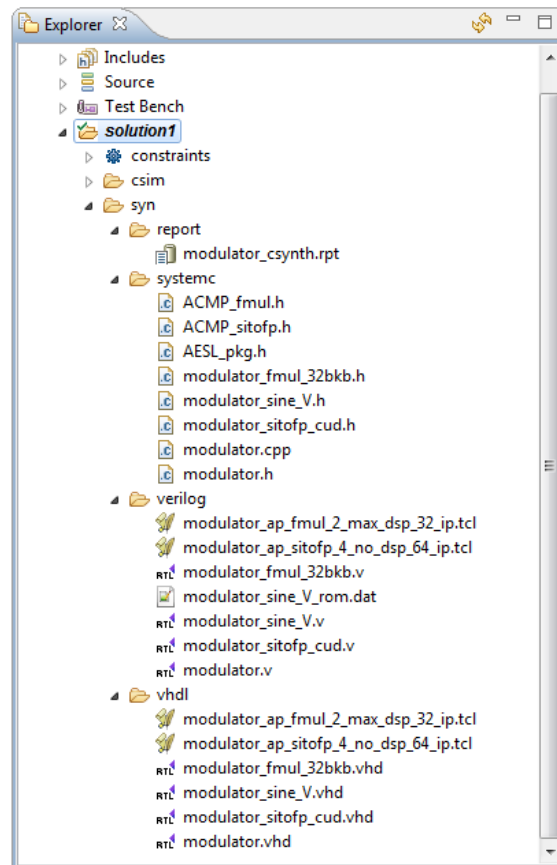 Explorer
Includes
Source
Test Bench
solution1
constraints
csim
syn
report
modulator_csynth.rpt
systemc
ACMP_fmul.h
ACMP_sitofp.h
AESL_pkg.h
modulator_fmul_32bkb.h
modulator_sine_V.h
modulator_sitofp_cud.h
modulator.cpp
modulator.h
verilog
modulator_ap_fmul_2_max_dsp_32_ip.tcl
modulator_ap_sitofp_4_no_dsp_64_ip.tcl
modulator_fmul_32bkb.v
modulator_sine_V_rom.dat
modulator_sine_V.v
modulator_sitofp_cud.v
modulator.v
vhdl
modulator_ap_fmul_2_max_dsp_32_ip.tcl
modulator_ap_sitofp_4_no_dsp_64_ip.tcl
modulator_fmul_32bkb.vhd
modulator_sine_V.vhd
modulator_sitofp_cud.vhd
modulator.vhd